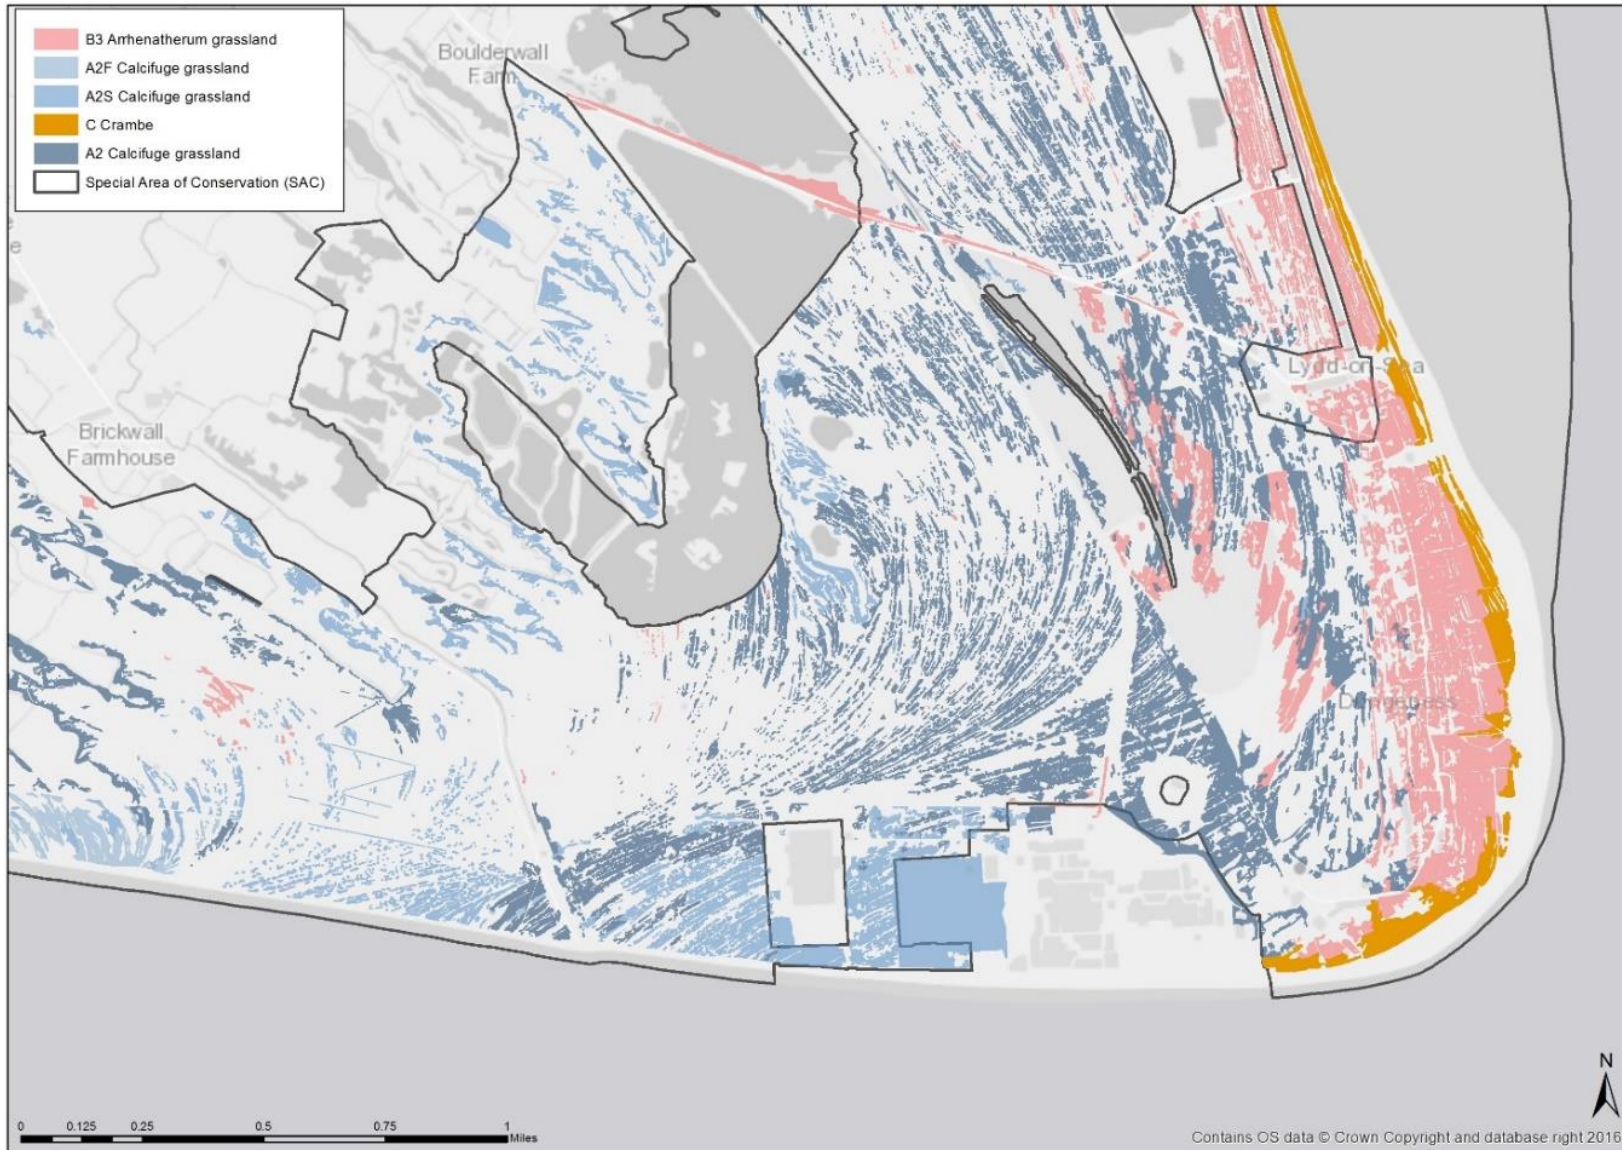 B3 Arrhenatherum grassland
A2F Calcifuge grassland
A2S Calcifuge grassland
C Crambe
A2 Calcifuge grassland
Special Area of Conservation (SAC)
Boulderwall
Farm
e
Lydd-on-Sea
Brickwall
Farmhouse
Dungeness
N
0 0.125 0.25 0.5 0.75 1
Miles
Contains OS data © Crown Copyright and database right 2016